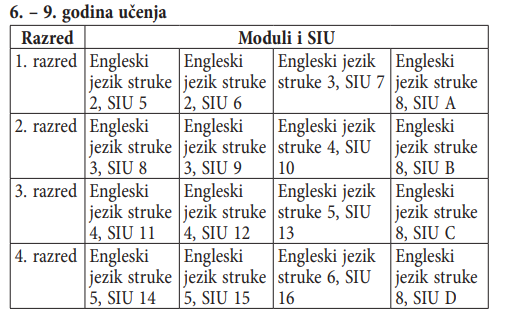 6. – 9. godina učenja
Razred Moduli i SIU
1. razred Engleski jezik struke 2, SIU 5 Engleski jezik struke 2, SIU 6 Engleski jezik struke 3, SIU 7 Engleski jezik struke 8, SIU A
2. razred Engleski jezik struke 3, SIU 8 Engleski jezik struke 3, SIU 9 Engleski jezik struke 4, SIU 10 Engleski jezik struke 8, SIU B
3. razred Engleski jezik struke 4, SIU 11 Engleski jezik struke 4, SIU 12 Engleski jezik struke 5, SIU 13 Engleski jezik struke 8, SIU C
4. razred Engleski jezik struke 5, SIU 14 Engleski jezik struke 5, SIU 15 Engleski jezik struke 6, SIU 16 Engleski jezik struke 8, SIU D